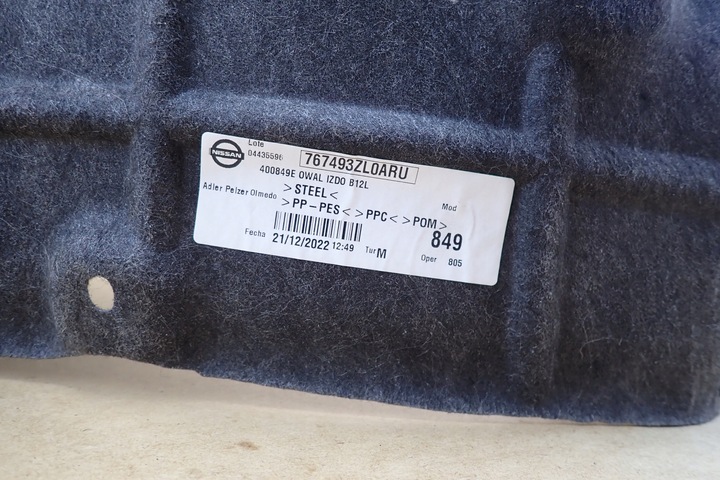 NISSAN
Lote
04435596
767493ZL0ARU
400849E OWAL IZDO B12L
Adler Pelzer Olmedo
>STEEL<
>PP-PES<>PPC<>POM>
Mod
849
Fecha 21/12/2022 12:49 Tur M Oper 805